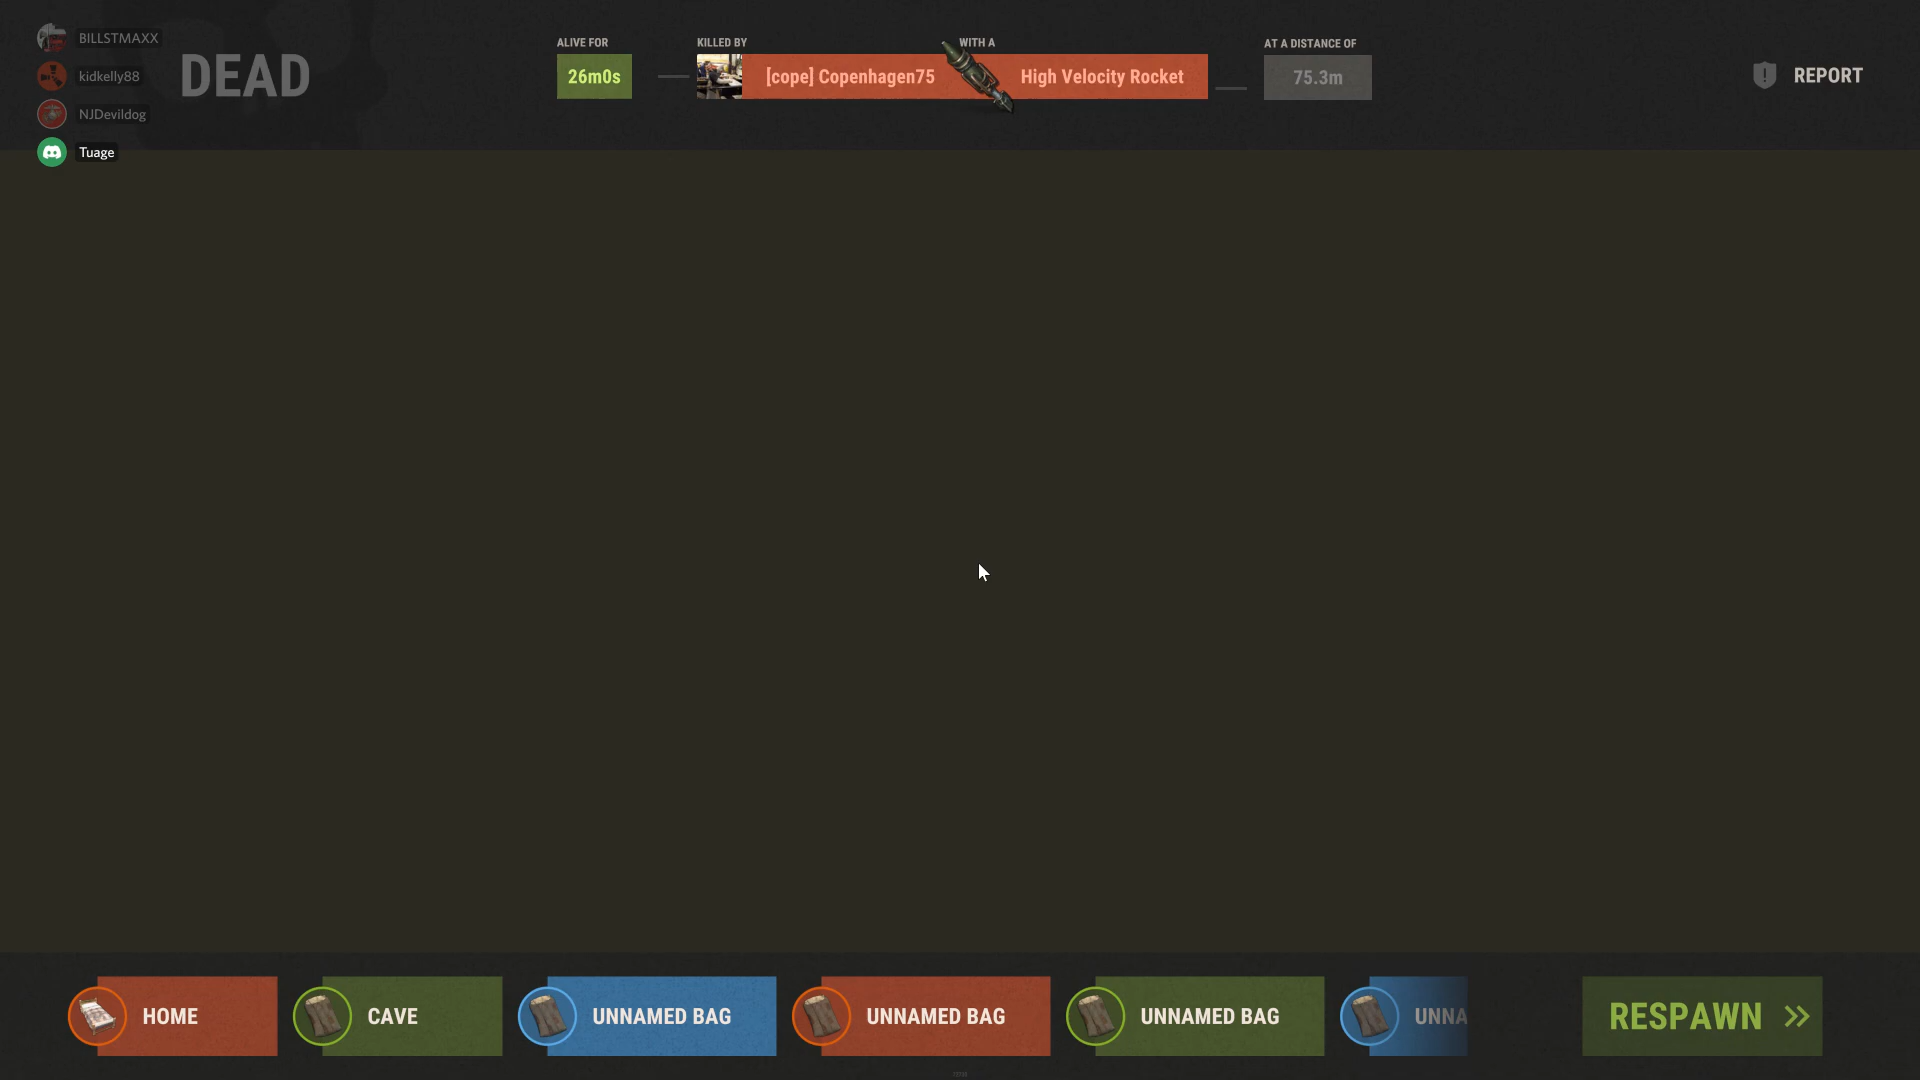 BILLSTMAXX
kidkelly88
NJDevildog
Tuage
DEAD
ALIVE FOR
26m0s
KILLED BY
[cope] Copenhagen75
WITH A
High Velocity Rocket
AT A DISTANCE OF
75.3m
REPORT
HOME
CAVE
UNNAMED BAG
UNNAMED BAG
UNNAMED BAG
UNNA
RESPAWN